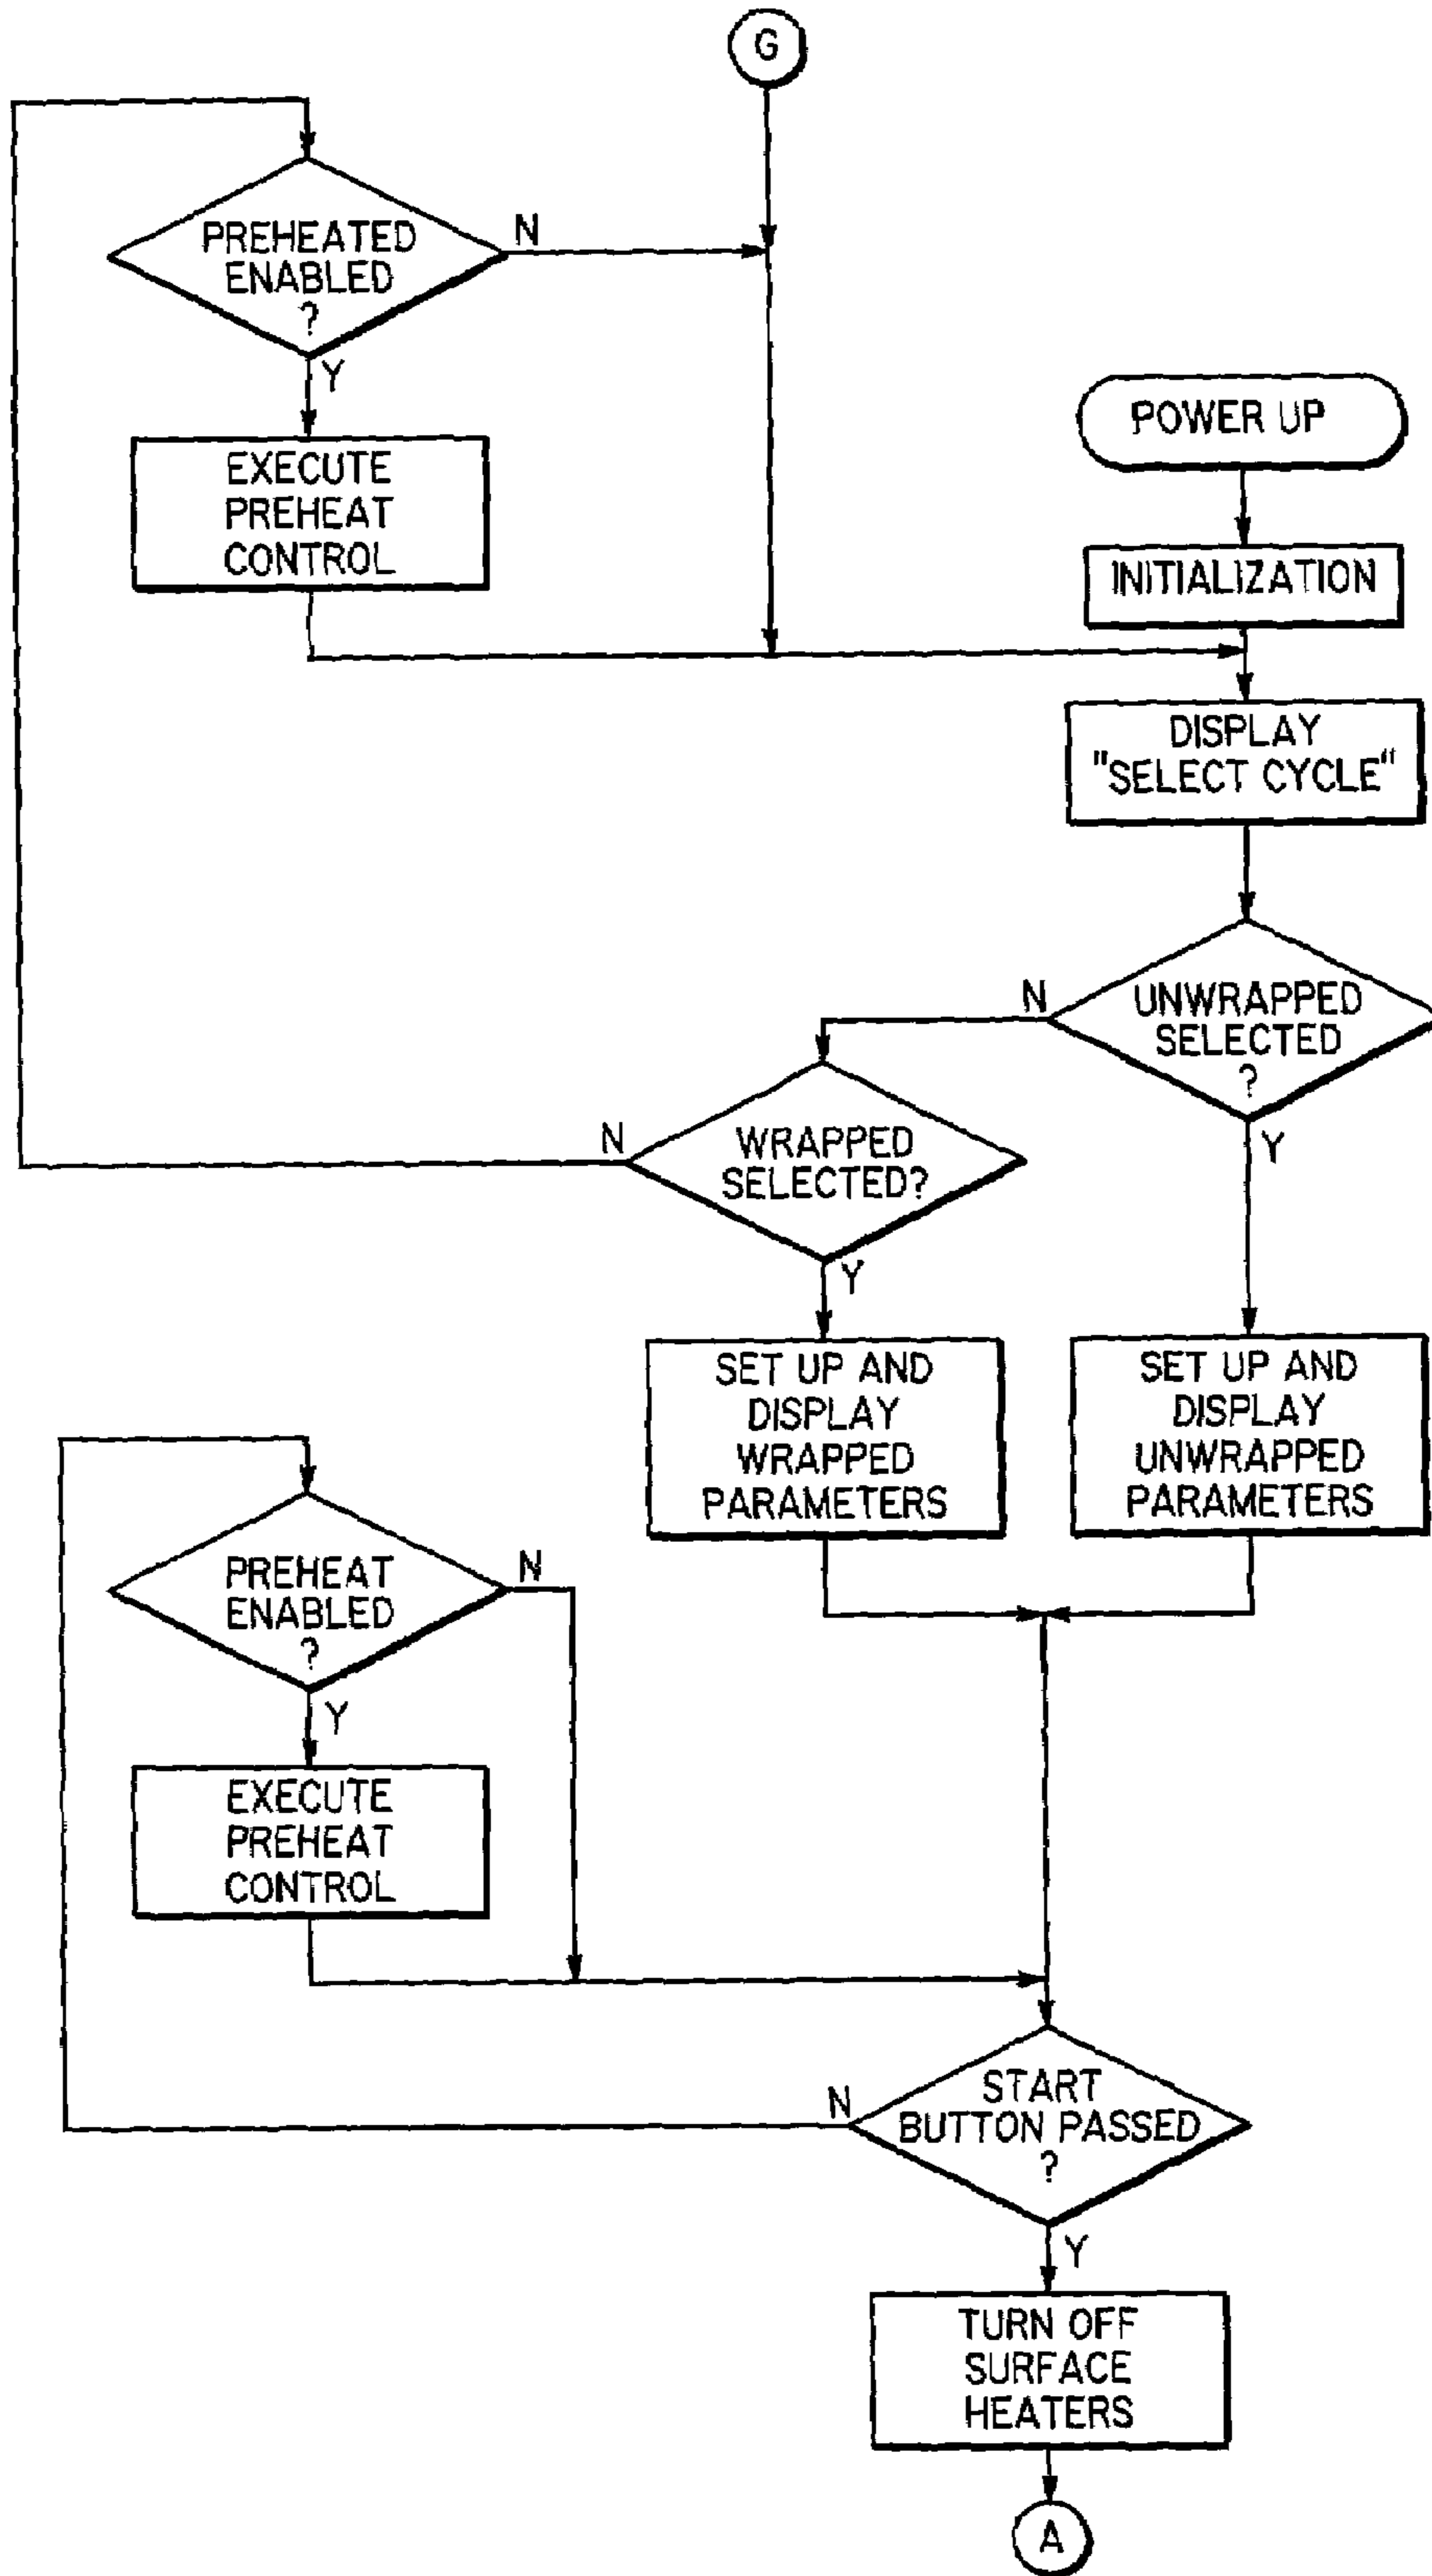 G
PREHEATED
ENABLED
?
N
Y
EXECUTE
PREHEAT
CONTROL
POWER UP
INITIALIZATION
DISPLAY
"SELECT CYCLE"
UNWRAPPED
SELECTED
?
N
Y
WRAPPED
SELECTED?
N
Y
SET UP AND
DISPLAY
WRAPPED
PARAMETERS
SET UP AND
DISPLAY
UNWRAPPED
PARAMETERS
PREHEAT
ENABLED
?
N
Y
EXECUTE
PREHEAT
CONTROL
START
BUTTON PASSED
?
N
Y
TURN OFF
SURFACE
HEATERS
A